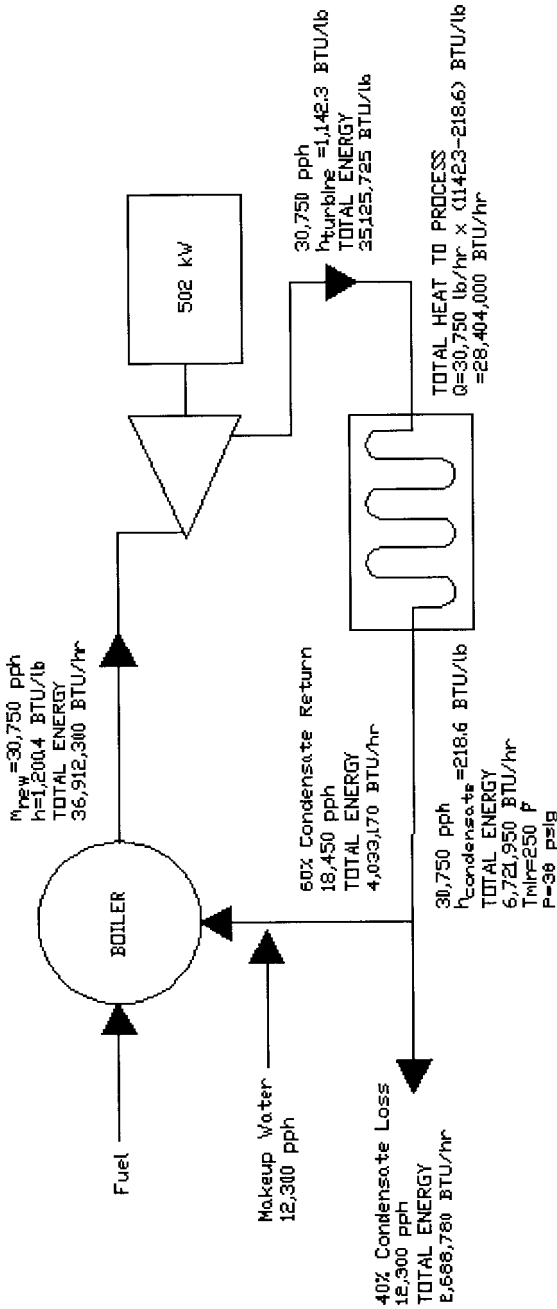 Fuel
BOILER
Mnew =30,750 pph
h=1,200.4 BTU/lb
TOTAL ENERGY
36,912,300 BTU/hr
502 kW
30,750 pph
hturbine =1,142.3 BTU/lb
TOTAL ENERGY
35,125,725 BTU/lb
TOTAL HEAT TO PROCESS
Q=30,750 lb/hr x (1142.3-218.6) BTU/lb
=28,404,000 BTU/hr
Makeup Water
12,300 pph
60% Condensate Return
18,450 pph
TOTAL ENERGY
4,033,170 BTU/hr
30,750 pph
hcondensate =218.6 BTU/lb
TOTAL ENERGY
6,721,950 BTU/hr
Tmin=250 F
P=38 psig
40% Condensate Loss
12,300 pph
TOTAL ENERGY
2,688,780 BTU/hr